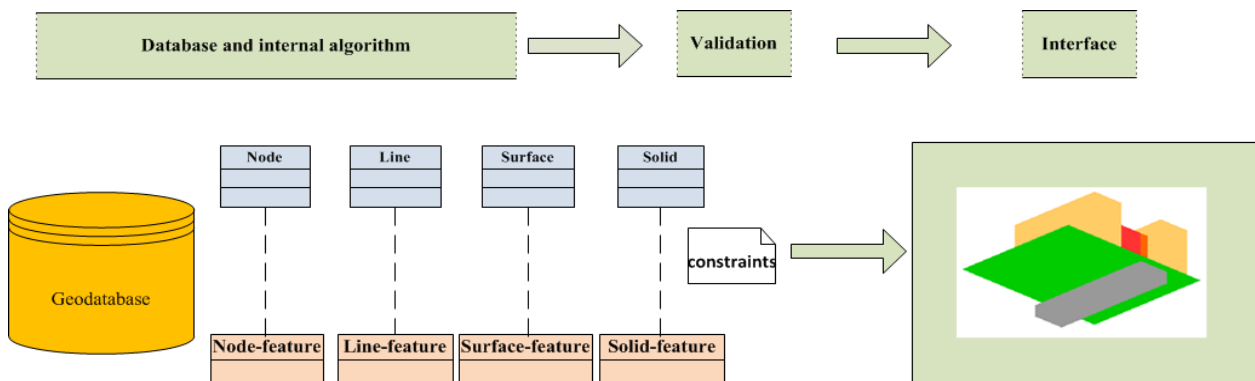 Database and internal algorithm
Validation
Interface
Node
Line
Surface
Solid
Geodatabase
constraints
Node-feature
Line-feature
Surface-feature
Solid-feature